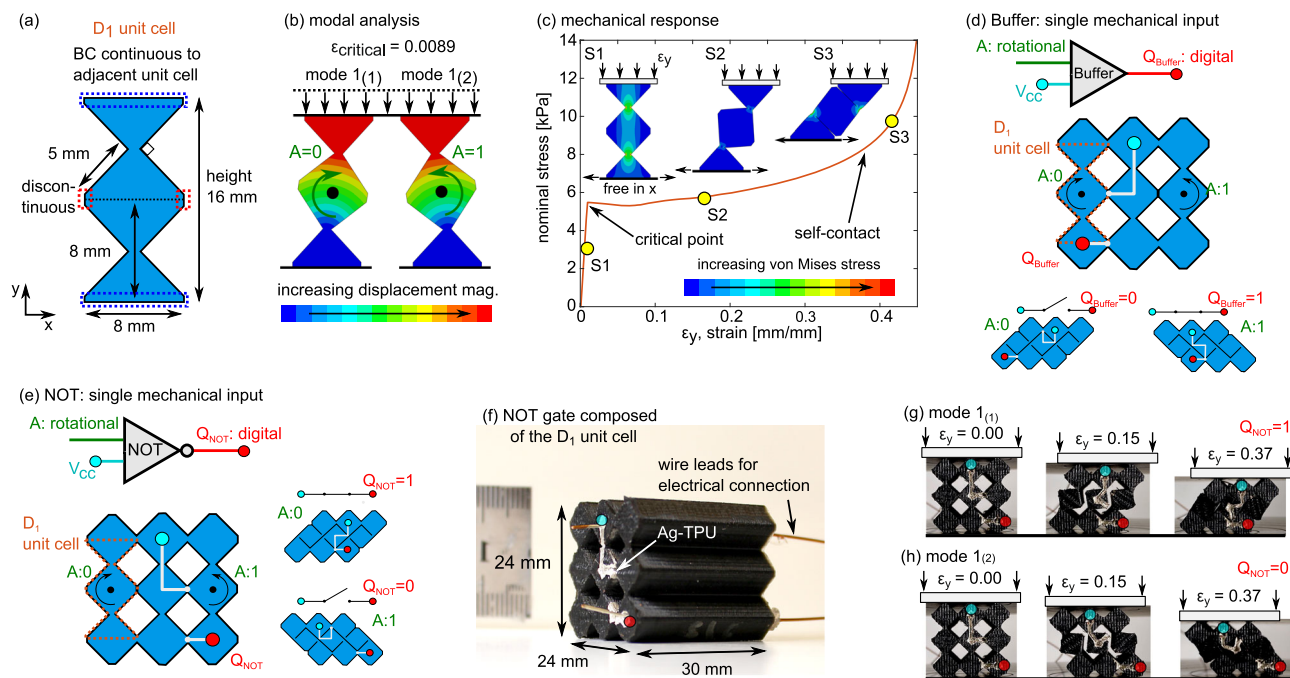 (a)
D1 unit cell
BC continuous to
adjacent unit cell
5 mm
discon-
tinuous
8 mm
height
16 mm
y
x
8 mm
(b) modal analysis
εcritical = 0.0089
mode 1(1)
mode 1(2)
A=0
A=1
increasing displacement mag.
(c) mechanical response
nominal stress [kPa]
14
12
10
8
6
4
2
0
0
0.1
0.2
0.3
0.4
εy, strain [mm/mm]
S1
S2
S3
εy
free in x
S1
S2
S3
critical point
self-contact
increasing von Mises stress
(d) Buffer: single mechanical input
A: rotational
QBuffer: digital
Buffer
VCC
D1
unit cell
A:0
A:1
QBuffer
QBuffer=0
A:0
QBuffer=1
A:1
(e) NOT: single mechanical input
A: rotational
QNOT: digital
NOT
VCC
D1
unit cell
A:0
A:1
QNOT
QNOT=1
A:0
QNOT=0
A:1
(f) NOT gate composed
of the D1 unit cell
wire leads for
electrical connection
Ag-TPU
24 mm
24 mm
30 mm
(g) mode 1(1)
QNOT=1
εy = 0.00
εy = 0.15
εy = 0.37
(h) mode 1(2)
QNOT=0
εy = 0.00
εy = 0.15
εy = 0.37